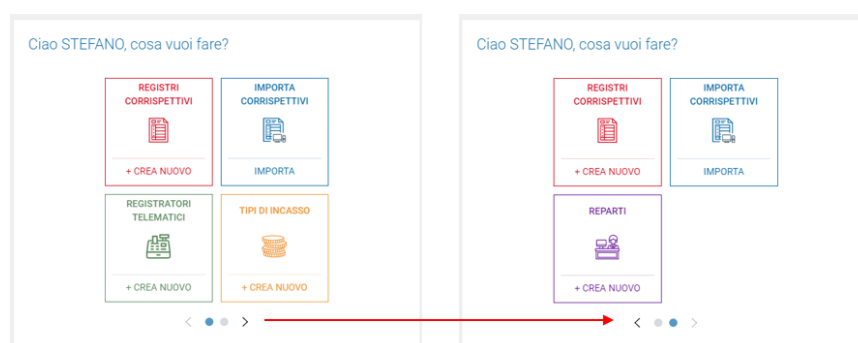 Ciao STEFANO, cosa vuoi fare?
REGISTRI
CORRISPETTIVI
+ CREA NUOVO
IMPORTA
CORRISPETTIVI
IMPORTA
REGISTRATORI
TELEMATICI
+ CREA NUOVO
TIPI DI INCASSO
+ CREA NUOVO
Ciao STEFANO, cosa vuoi fare?
REGISTRI
CORRISPETTIVI
+ CREA NUOVO
IMPORTA
CORRISPETTIVI
IMPORTA
REPARTI
+ CREA NUOVO